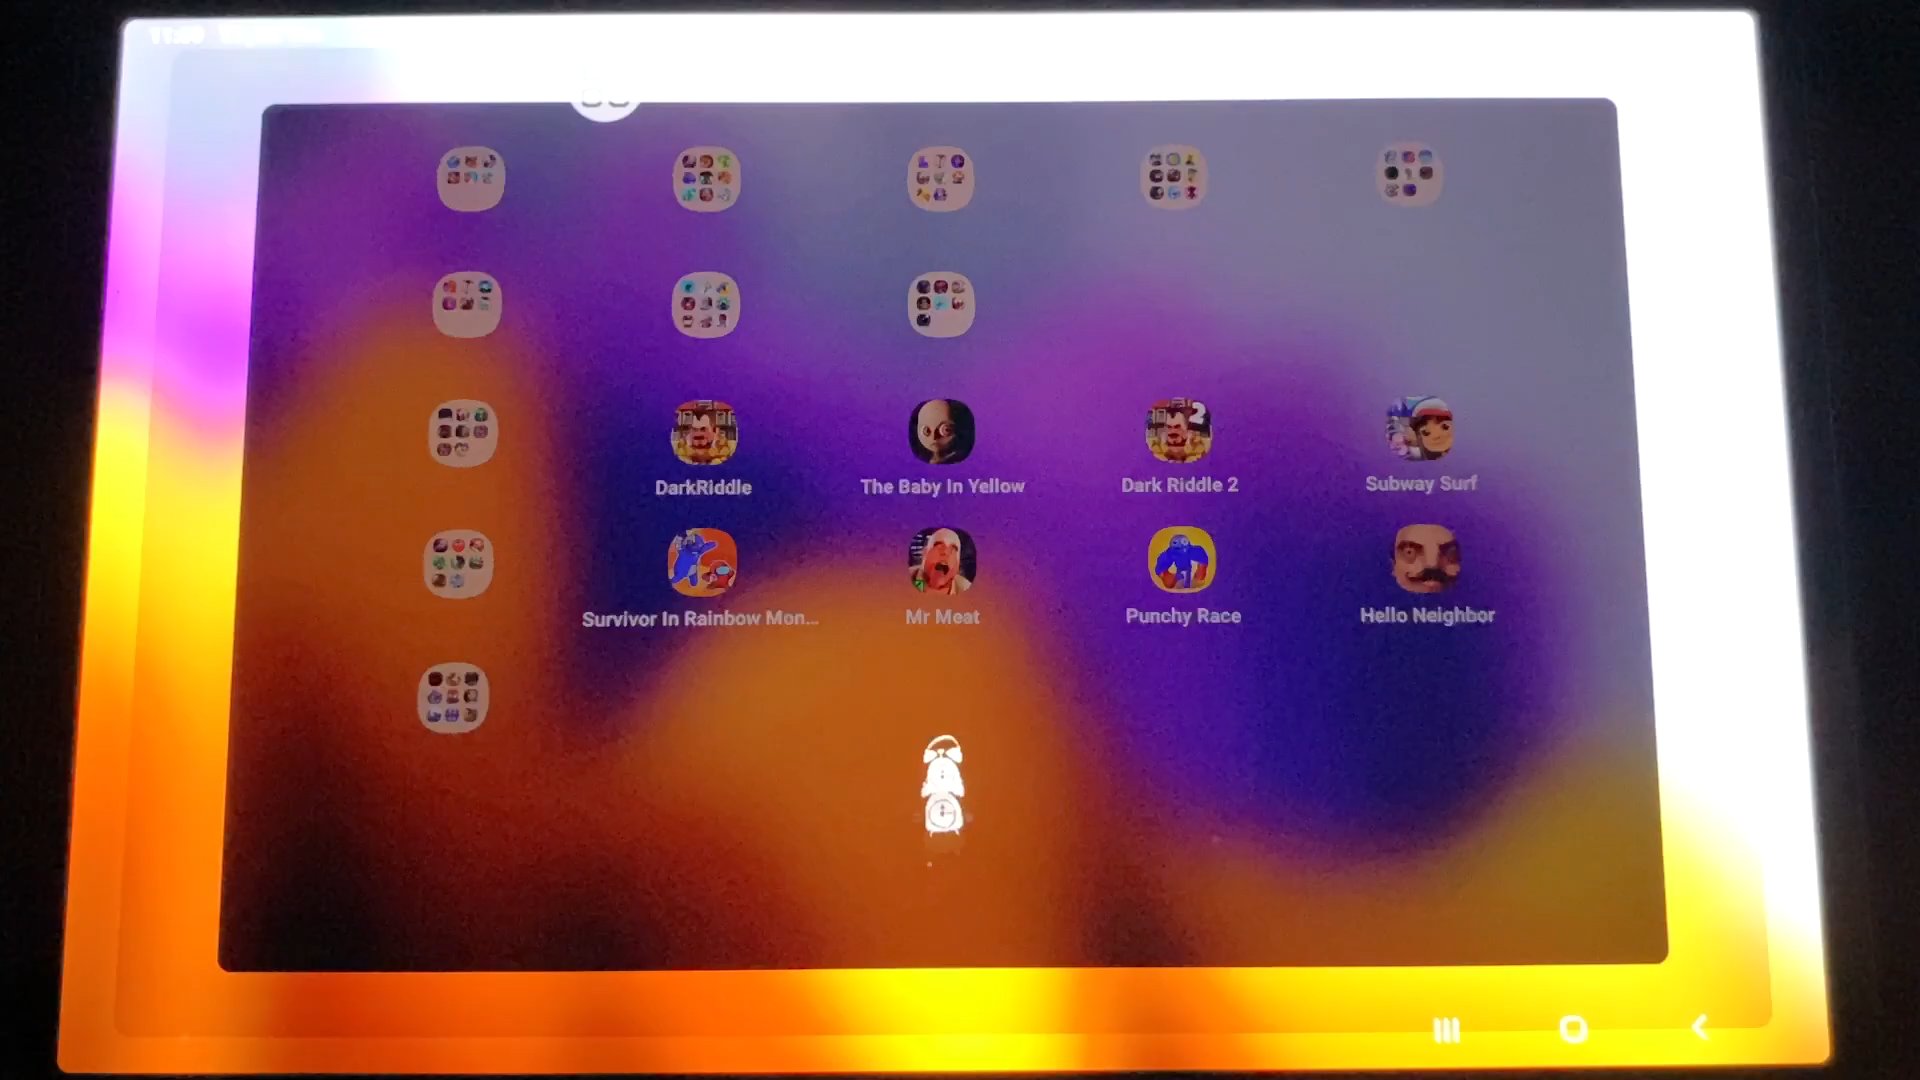 DarkRiddle
The Baby In Yellow
Dark Riddle 2
Subway Surf
Survivor In Rainbow Mon...
Mr Meat
Punchy Race
Hello Neighbor